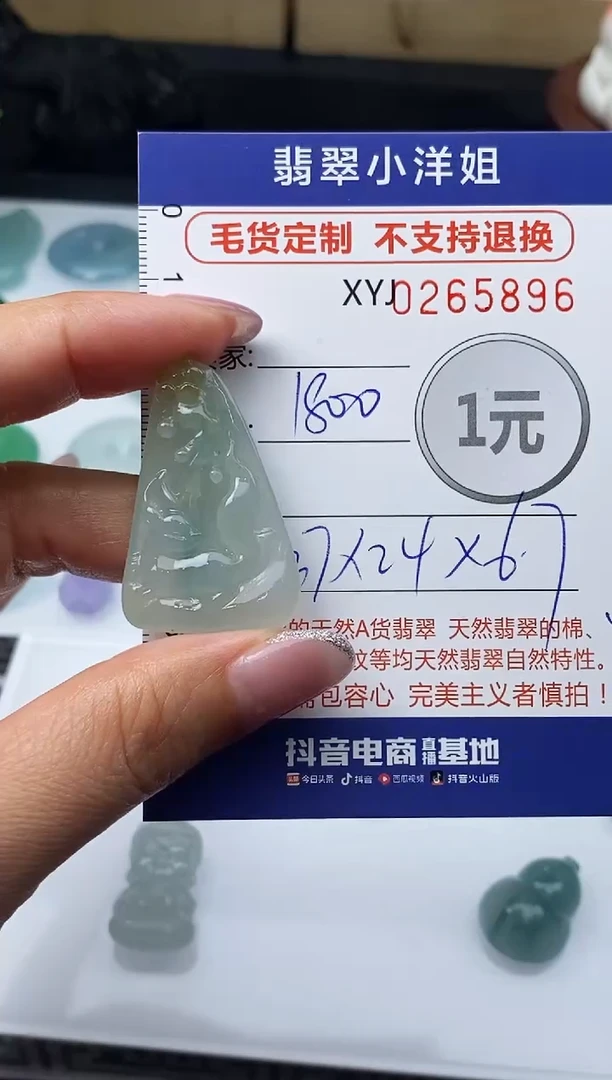 翡翠小洋姐
0
毛货定制 不支持退换
1
XYJ0265896
家:
1800
1元
37X24X6.7
的天然A货翡翠 天然翡翠的棉、
纹等均天然翡翠自然特性。
包容心 完美主义者慎拍！
抖音电商直播基地
今日头条 抖音 西瓜视频 抖音火山版